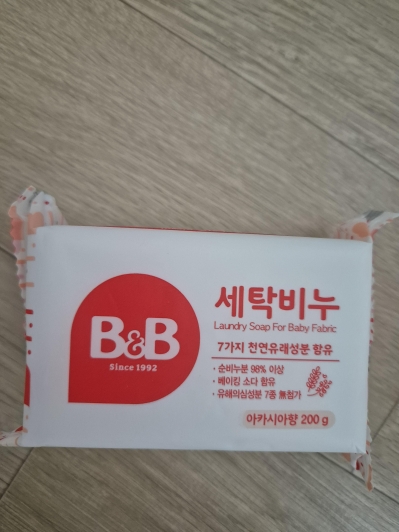 B&B
Since 1992
세탁비누
Laundry Soap For Baby Fabric
7가지 천연유래성분 함유
· 순비누분 98% 이상
· 베이킹 소다 함유
· 유해의심성분 7종 無첨가
아카시아향 200 g